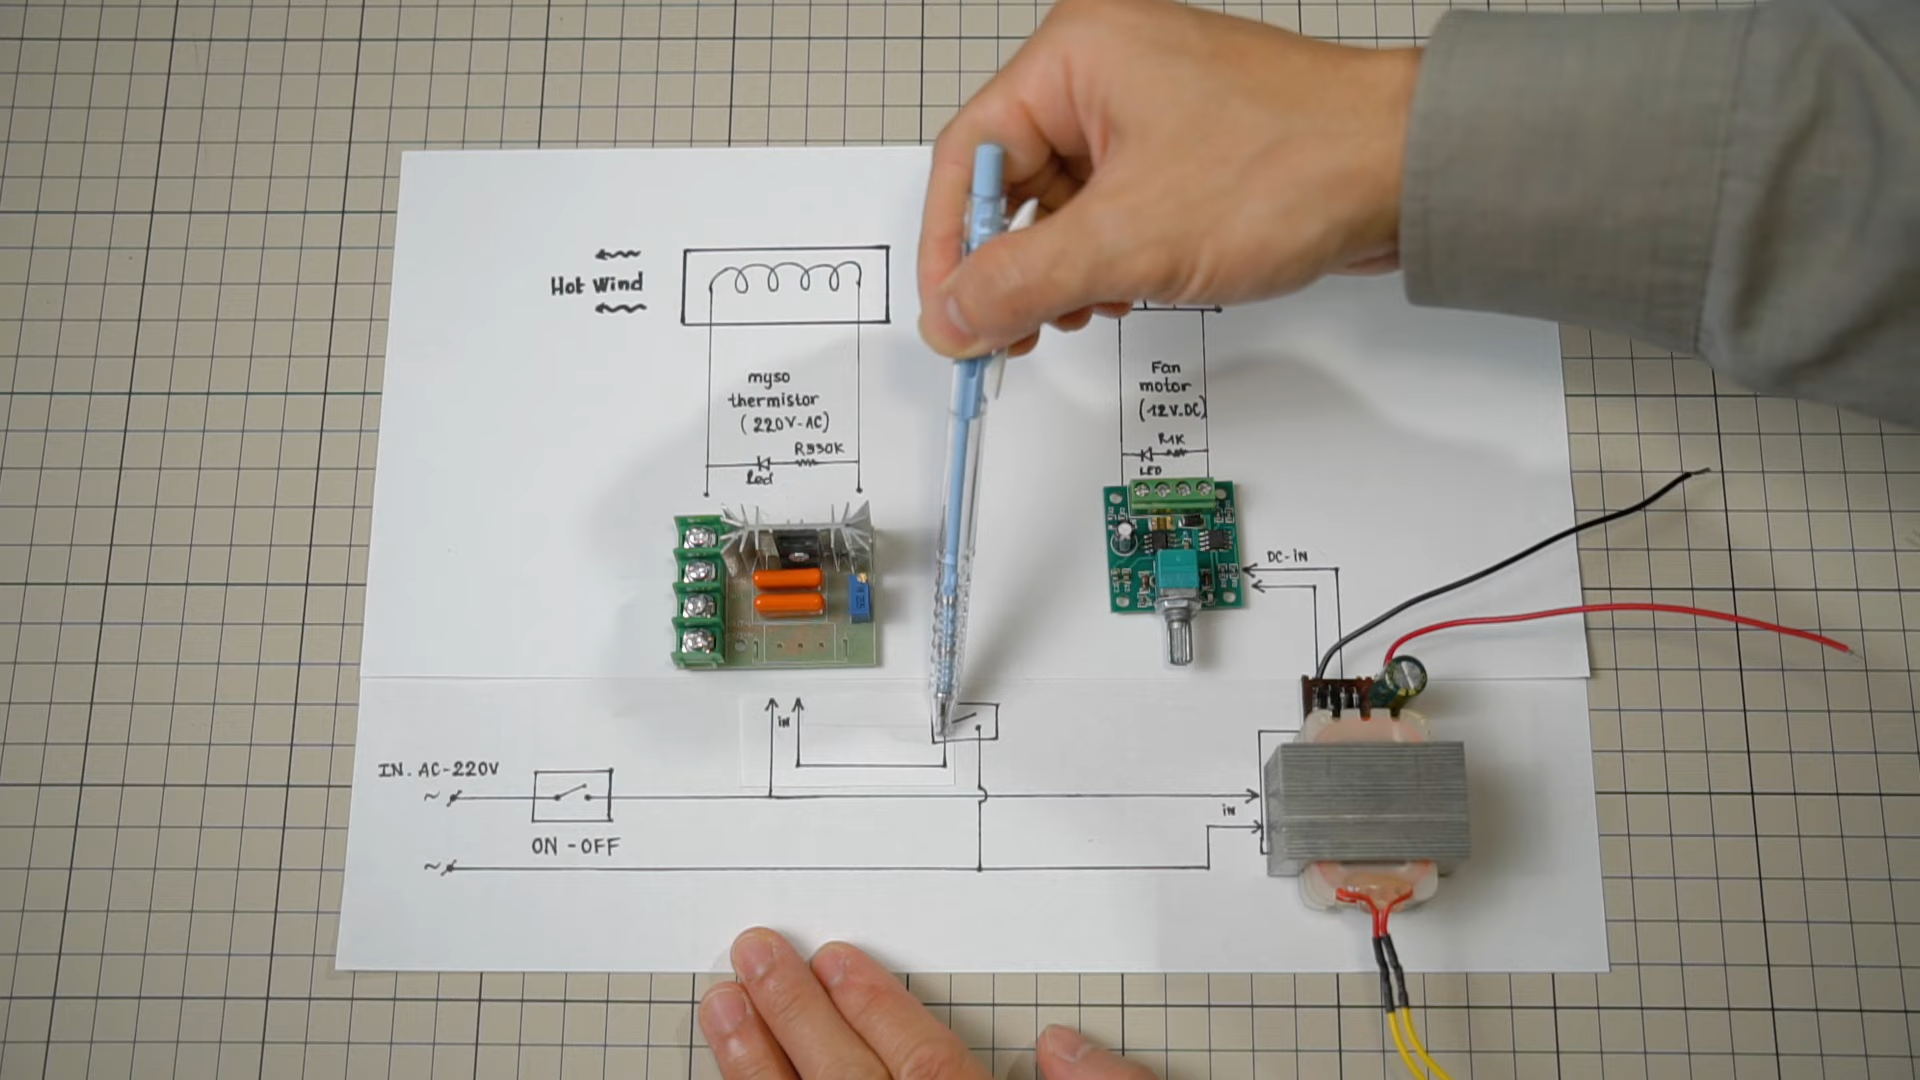 Hot Wind
myso
thermistor
(220V-AC)
R330K
Led
Fan
motor
(12V.DC)
R1K
LED
DC-iN
iN
IN. AC-220V
iN
ON - OFF